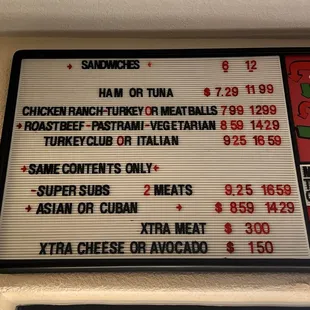 SANDWICHES 6 12
HAM OR TUNA $7.29 11 99
CHICKEN RANCH-TURKEY OR MEATBALLS 7 99 12 99
ROASTBEEF - PASTRAMI - VEGETARIAN 8 59 14 29
TURKEYCLUB OR ITALIAN 9 25 16 59
SAME CONTENTS ONLY
-SUPER SUBS 2 MEATS 9,25 16 59
ASIAN OR CUBAN $ 8 59 14 29
XTRA MEAT $ 3 00
XTRA CHEESE OR AVOCADO $ 1 50